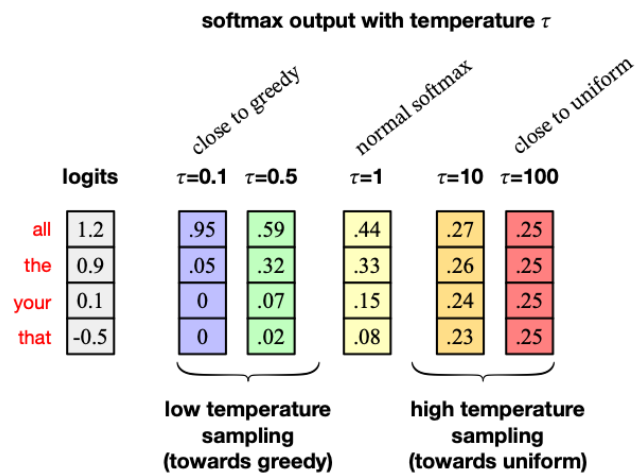 softmax output with temperature τ
close to greedy
normal softmax
close to uniform
logits τ=0.1 τ=0.5 τ=1 τ=10 τ=100
all 1.2 .95 .59 .44 .27 .25
the 0.9 .05 .32 .33 .26 .25
your 0.1 0 .07 .15 .24 .25
that -0.5 0 .02 .08 .23 .25
low temperature
sampling
(towards greedy)
high temperature
sampling
(towards uniform)